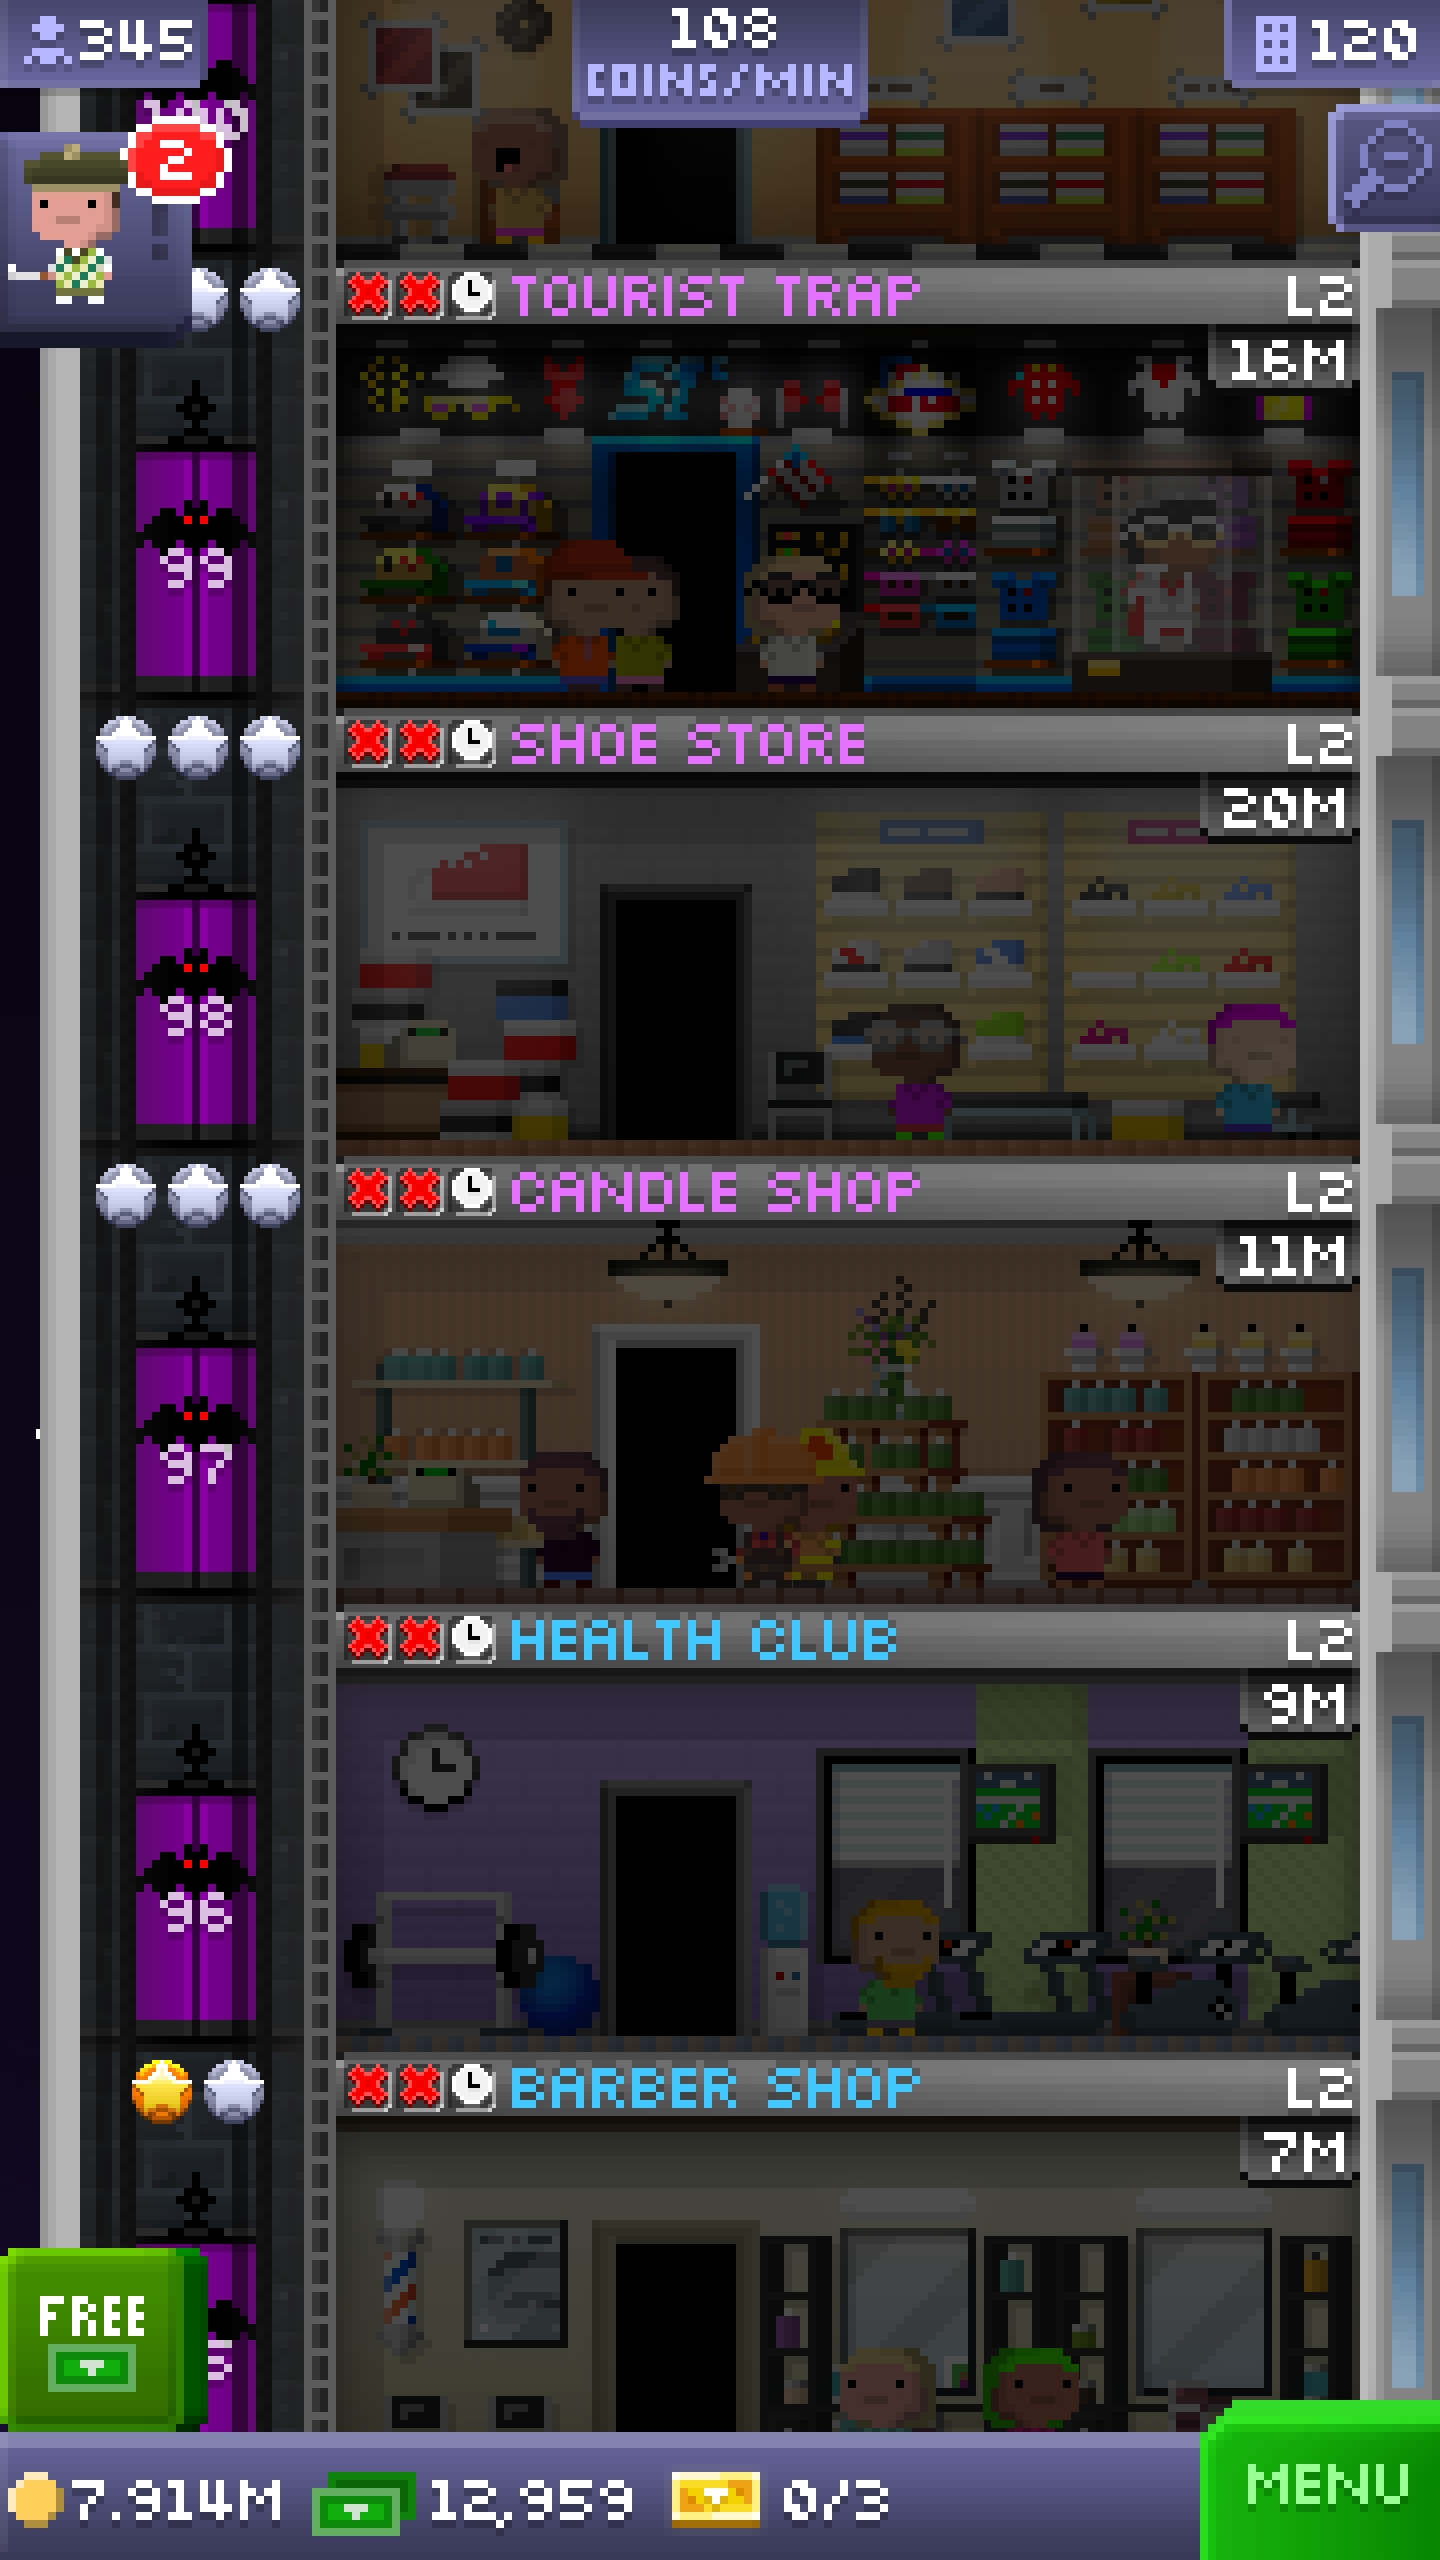 345
108
COINS/MIN
120
2
TOURIST TRAP
L2
16M
99
SHOE STORE
L2
20M
98
CANDLE SHOP
L2
11M
97
HEALTH CLUB
L2
9M
96
BARBER SHOP
L2
7M
FREE
7.914M
12,959
0/3
MENU